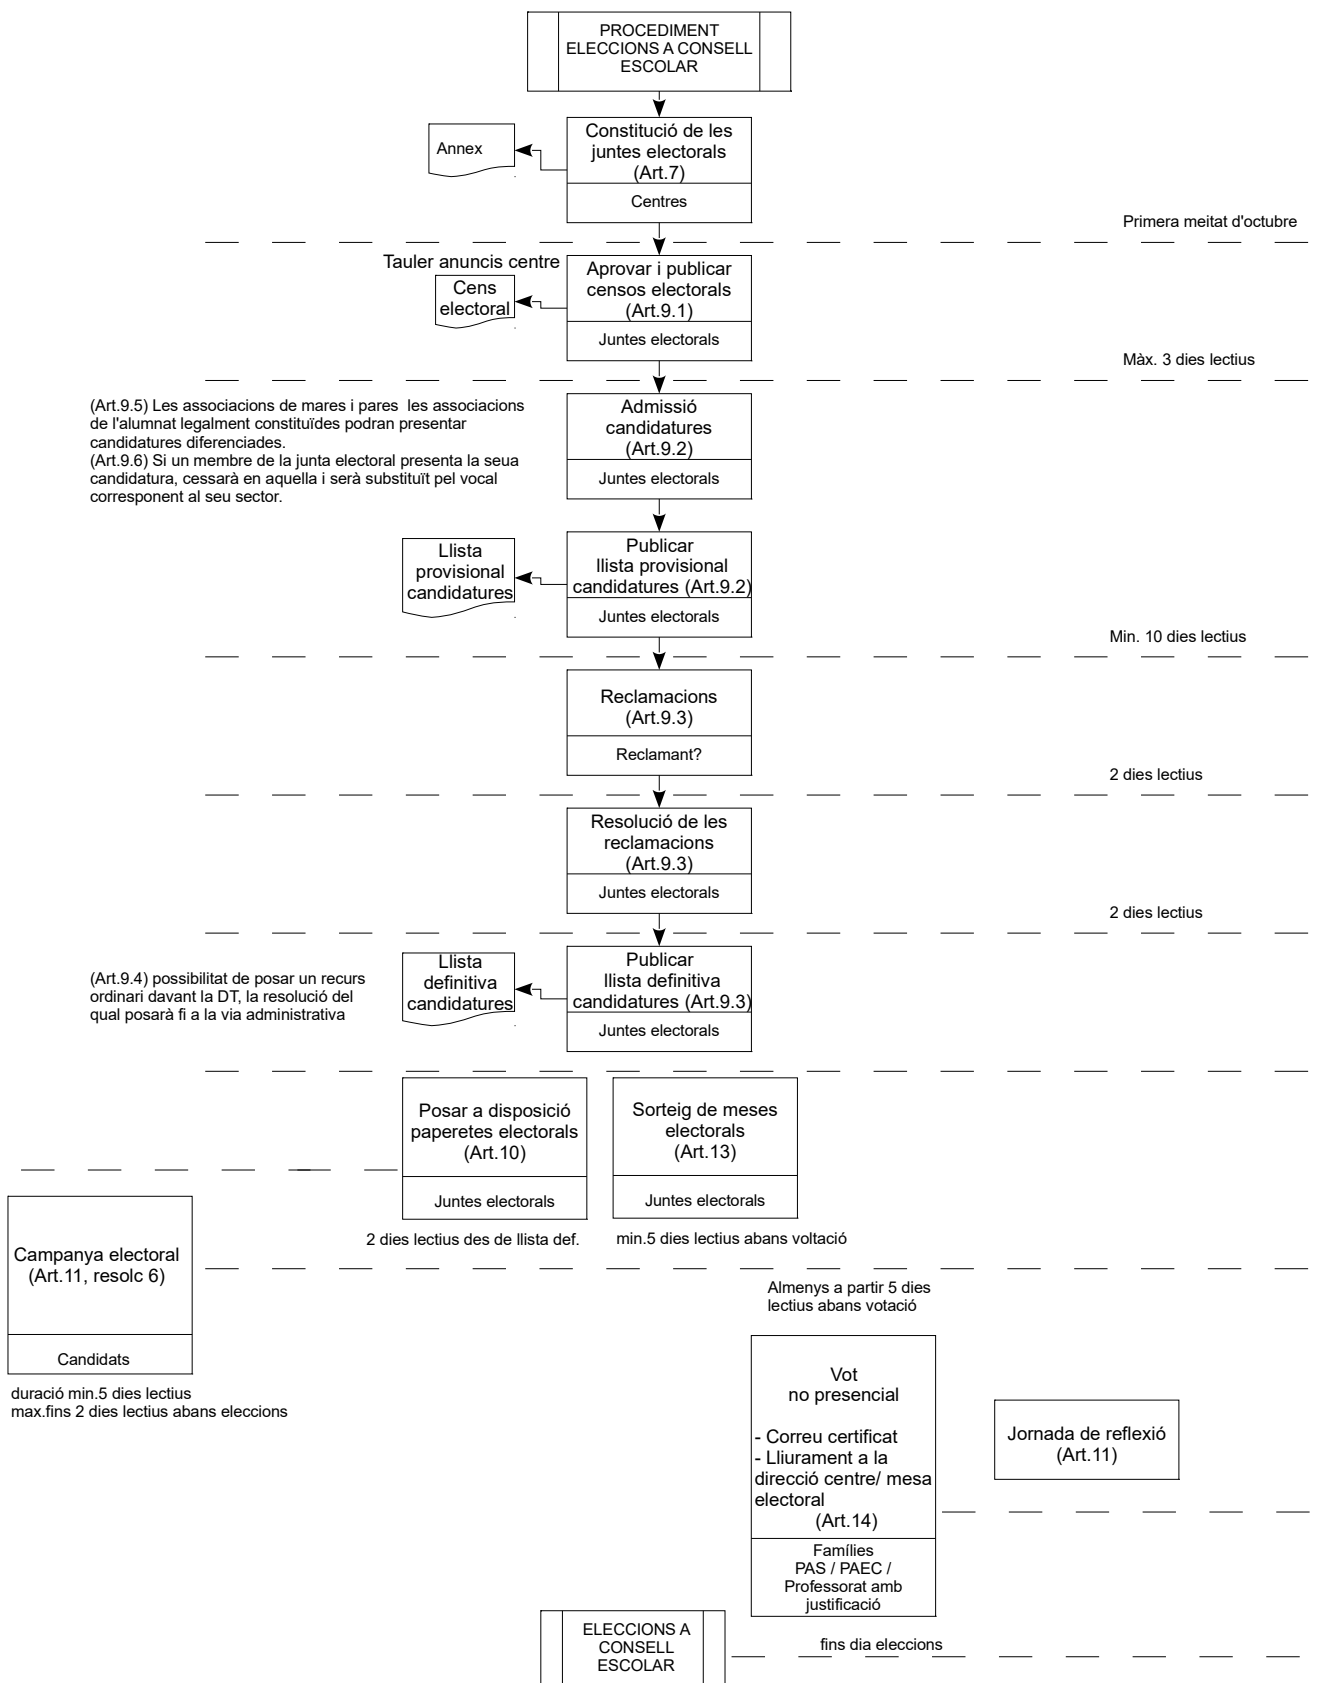 PROCEDIMENT
ELECCIONS A CONSELL
ESCOLAR
Annex
Constitució de les
juntes electorals
(Art.7)
Centres
Primera meitat d'octubre
Tauler anuncis centre
Cens
electoral
Aprovar i publicar
censos electorals
(Art.9.1)
Juntes electorals
Màx. 3 dies lectius
(Art.9.5) Les associacions de mares i pares  les associacions
de l'alumnat legalment constituïdes podran presentar
candidatures diferenciades.
(Art.9.6) Si un membre de la junta electoral presenta la seua
candidatura, cessarà en aquella i serà substituït pel vocal
corresponent al seu sector.
Admissió
candidatures
(Art.9.2)
Juntes electorals
Llista
provisional
candidatures
Publicar
llista provisional
candidatures (Art.9.2)
Juntes electorals
Min. 10 dies lectius
Reclamacions
(Art.9.3)
Reclamant?
2 dies lectius
Resolució de les
reclamacions
(Art.9.3)
Juntes electorals
2 dies lectius
(Art.9.4) possibilitat de posar un recurs
ordinari davant la DT, la resolució del
qual posarà fi a la via administrativa
Llista
definitiva
candidatures
Publicar
llista definitiva
candidatures (Art.9.3)
Juntes electorals
Posar a disposició
paperetes electorals
(Art.10)
Juntes electorals
2 dies lectius des de llista def.
Sorteig de meses
electorals
(Art.13)
Juntes electorals
min.5 dies lectius abans voltació
Campanya electoral
(Art.11, resolc 6)
Candidats
duració min.5 dies lectius
max.fins 2 dies lectius abans eleccions
Almenys a partir 5 dies
lectius abans votació
Vot
no presencial
- Correu certificat
- Lliurament a la
direcció centre/ mesa
electoral
(Art.14)
Famílies
PAS / PAEC /
Professorat amb
justificació
Jornada de reflexió
(Art.11)
fins dia eleccions
ELECCIONS A
CONSELL
ESCOLAR